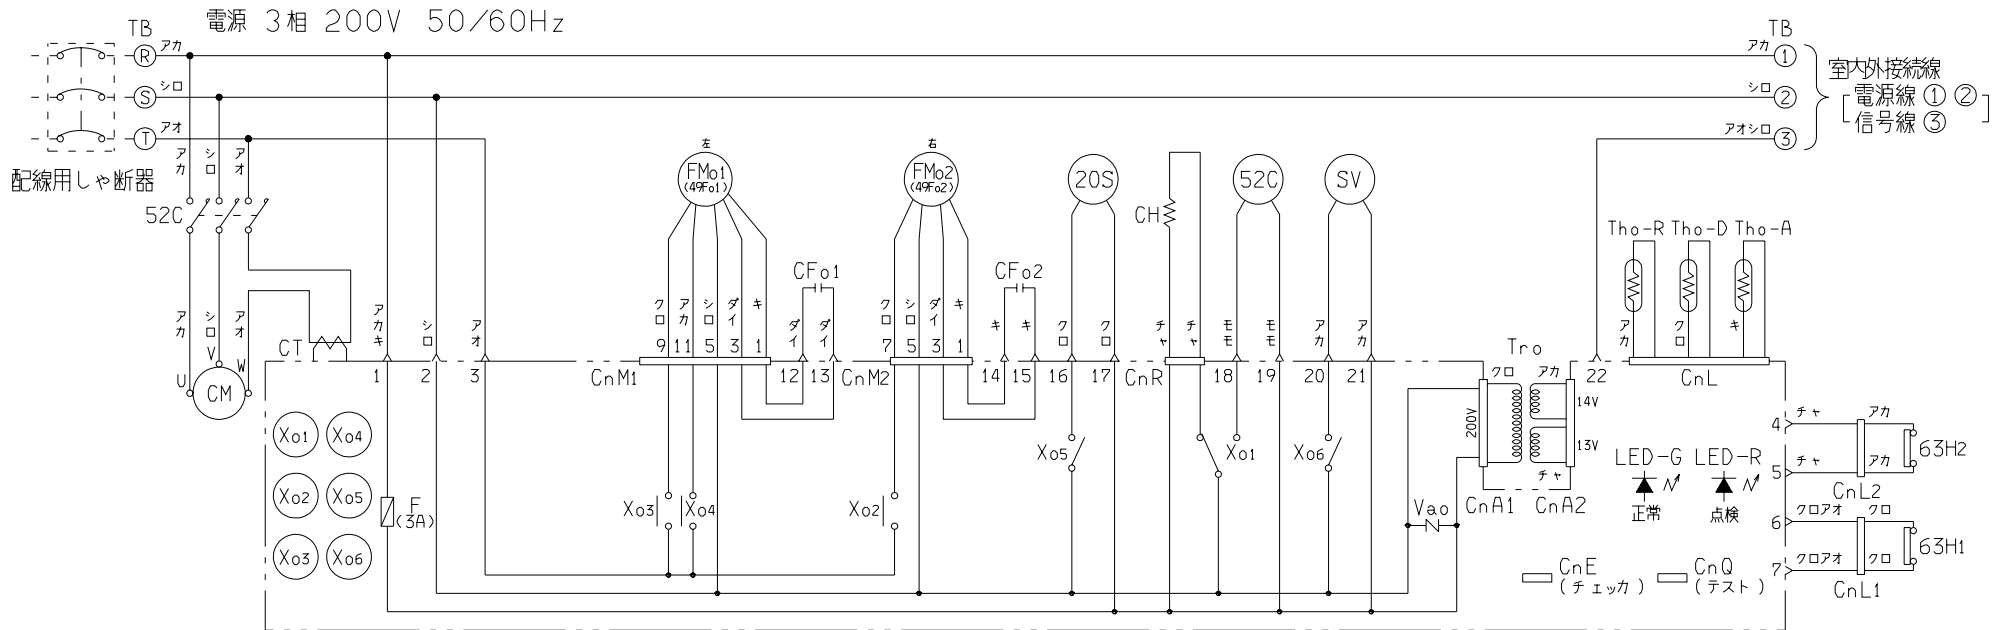 電源 3相 200V 50/60Hz
TB
R
アカ
S
シロ
T
アオ
配線用しゃ断器
アカ
シロ
アオ
52C
アカ
シロ
アオ
U
V
W
CM
CT
アカキ
シロ
アオ
1
2
3
左
FMo1
(49Fo1)
クロ
アカ
シロ
ダイ
キ
9
11
5
3
1
CnM1
CFo1
ダイ
ダイ
12
13
右
FMo2
(49Fo2)
クロ
シロ
ダイ
キ
7
5
3
1
CnM2
CFo2
キ
キ
14
15
20S
クロ
クロ
16
17
CH
チャ
チャ
CnR
52C
モモ
モモ
18
19
SV
アカ
アカ
20
21
TB
アカ
1
シロ
2
アオシロ
3
室内外接続線
電源線 ① ②
信号線 ③
Tho-R
Tho-D
Tho-A
アカ
クロ
キ
22
CnL
Tro
クロ
アカ
200V
14V
13V
チャ
CnA1
CnA2
Xo1
Xo4
Xo2
Xo5
Xo3
Xo6
F
(3A)
Xo3
Xo4
Xo2
Xo5
Xo1
Xo6
Vao
LED-G
正常
LED-R
点検
CnE
(チェッカ)
CnQ
(テスト)
4
チャ
アカ
5
チャ
アカ
63H2
CnL2
6
クロアオ
クロ
7
クロアオ
クロ
63H1
CnL1